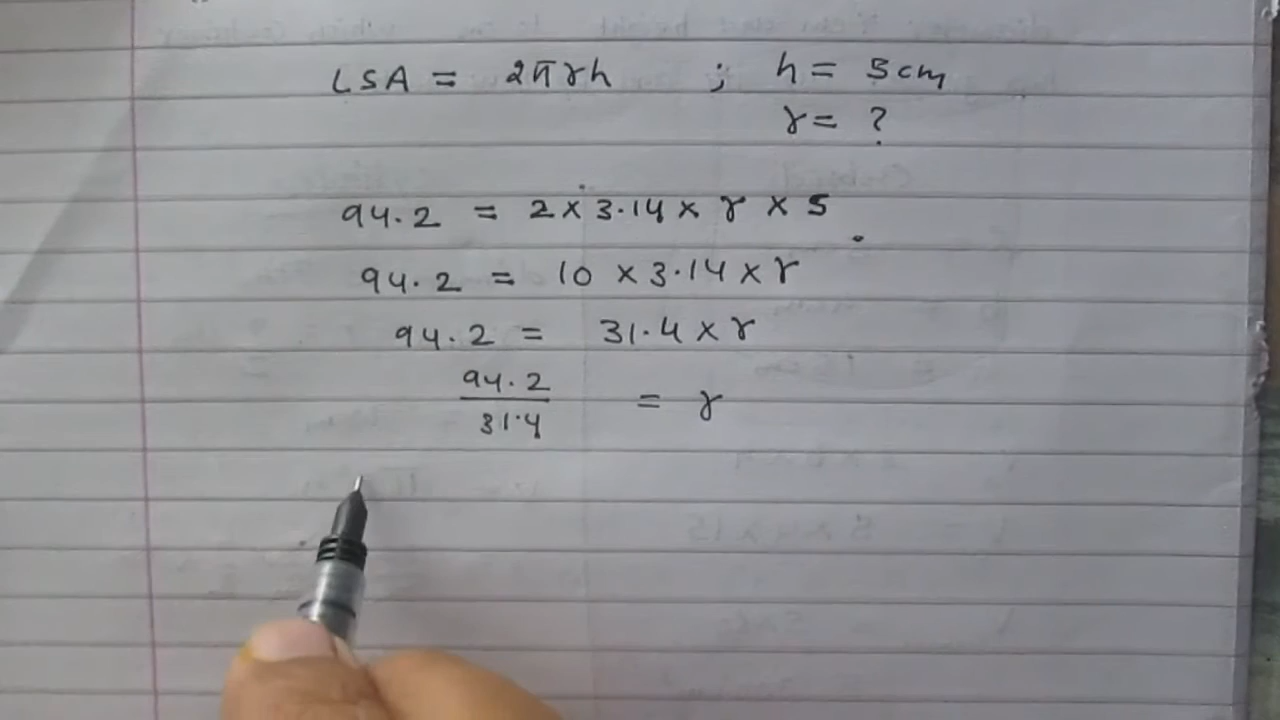 LSA = 2πrh ; h = 5cm
r = ?
94.2 = 2 × 3.14 × r × 5
94.2 = 10 × 3.14 × r
94.2 = 31.4 × r
94.2
31.4
= r